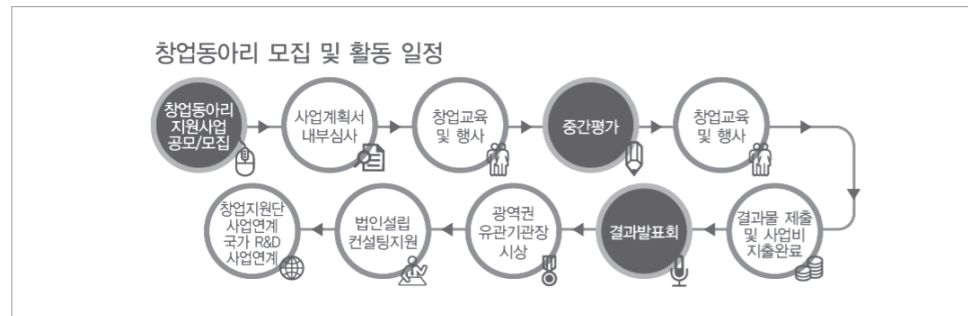 창업동아리 모집 및 활동 일정
창업동아리
지원사업
공모/모집
사업계획서
내부심사
창업교육
및 행사
중간평가
창업교육
및 행사
결과물 제출
및 사업비
지출완료
결과발표회
광역권
유관기관장
시상
법인설립
컨설팅지원
창업지원단
사업연계
국가 R&D
사업연계